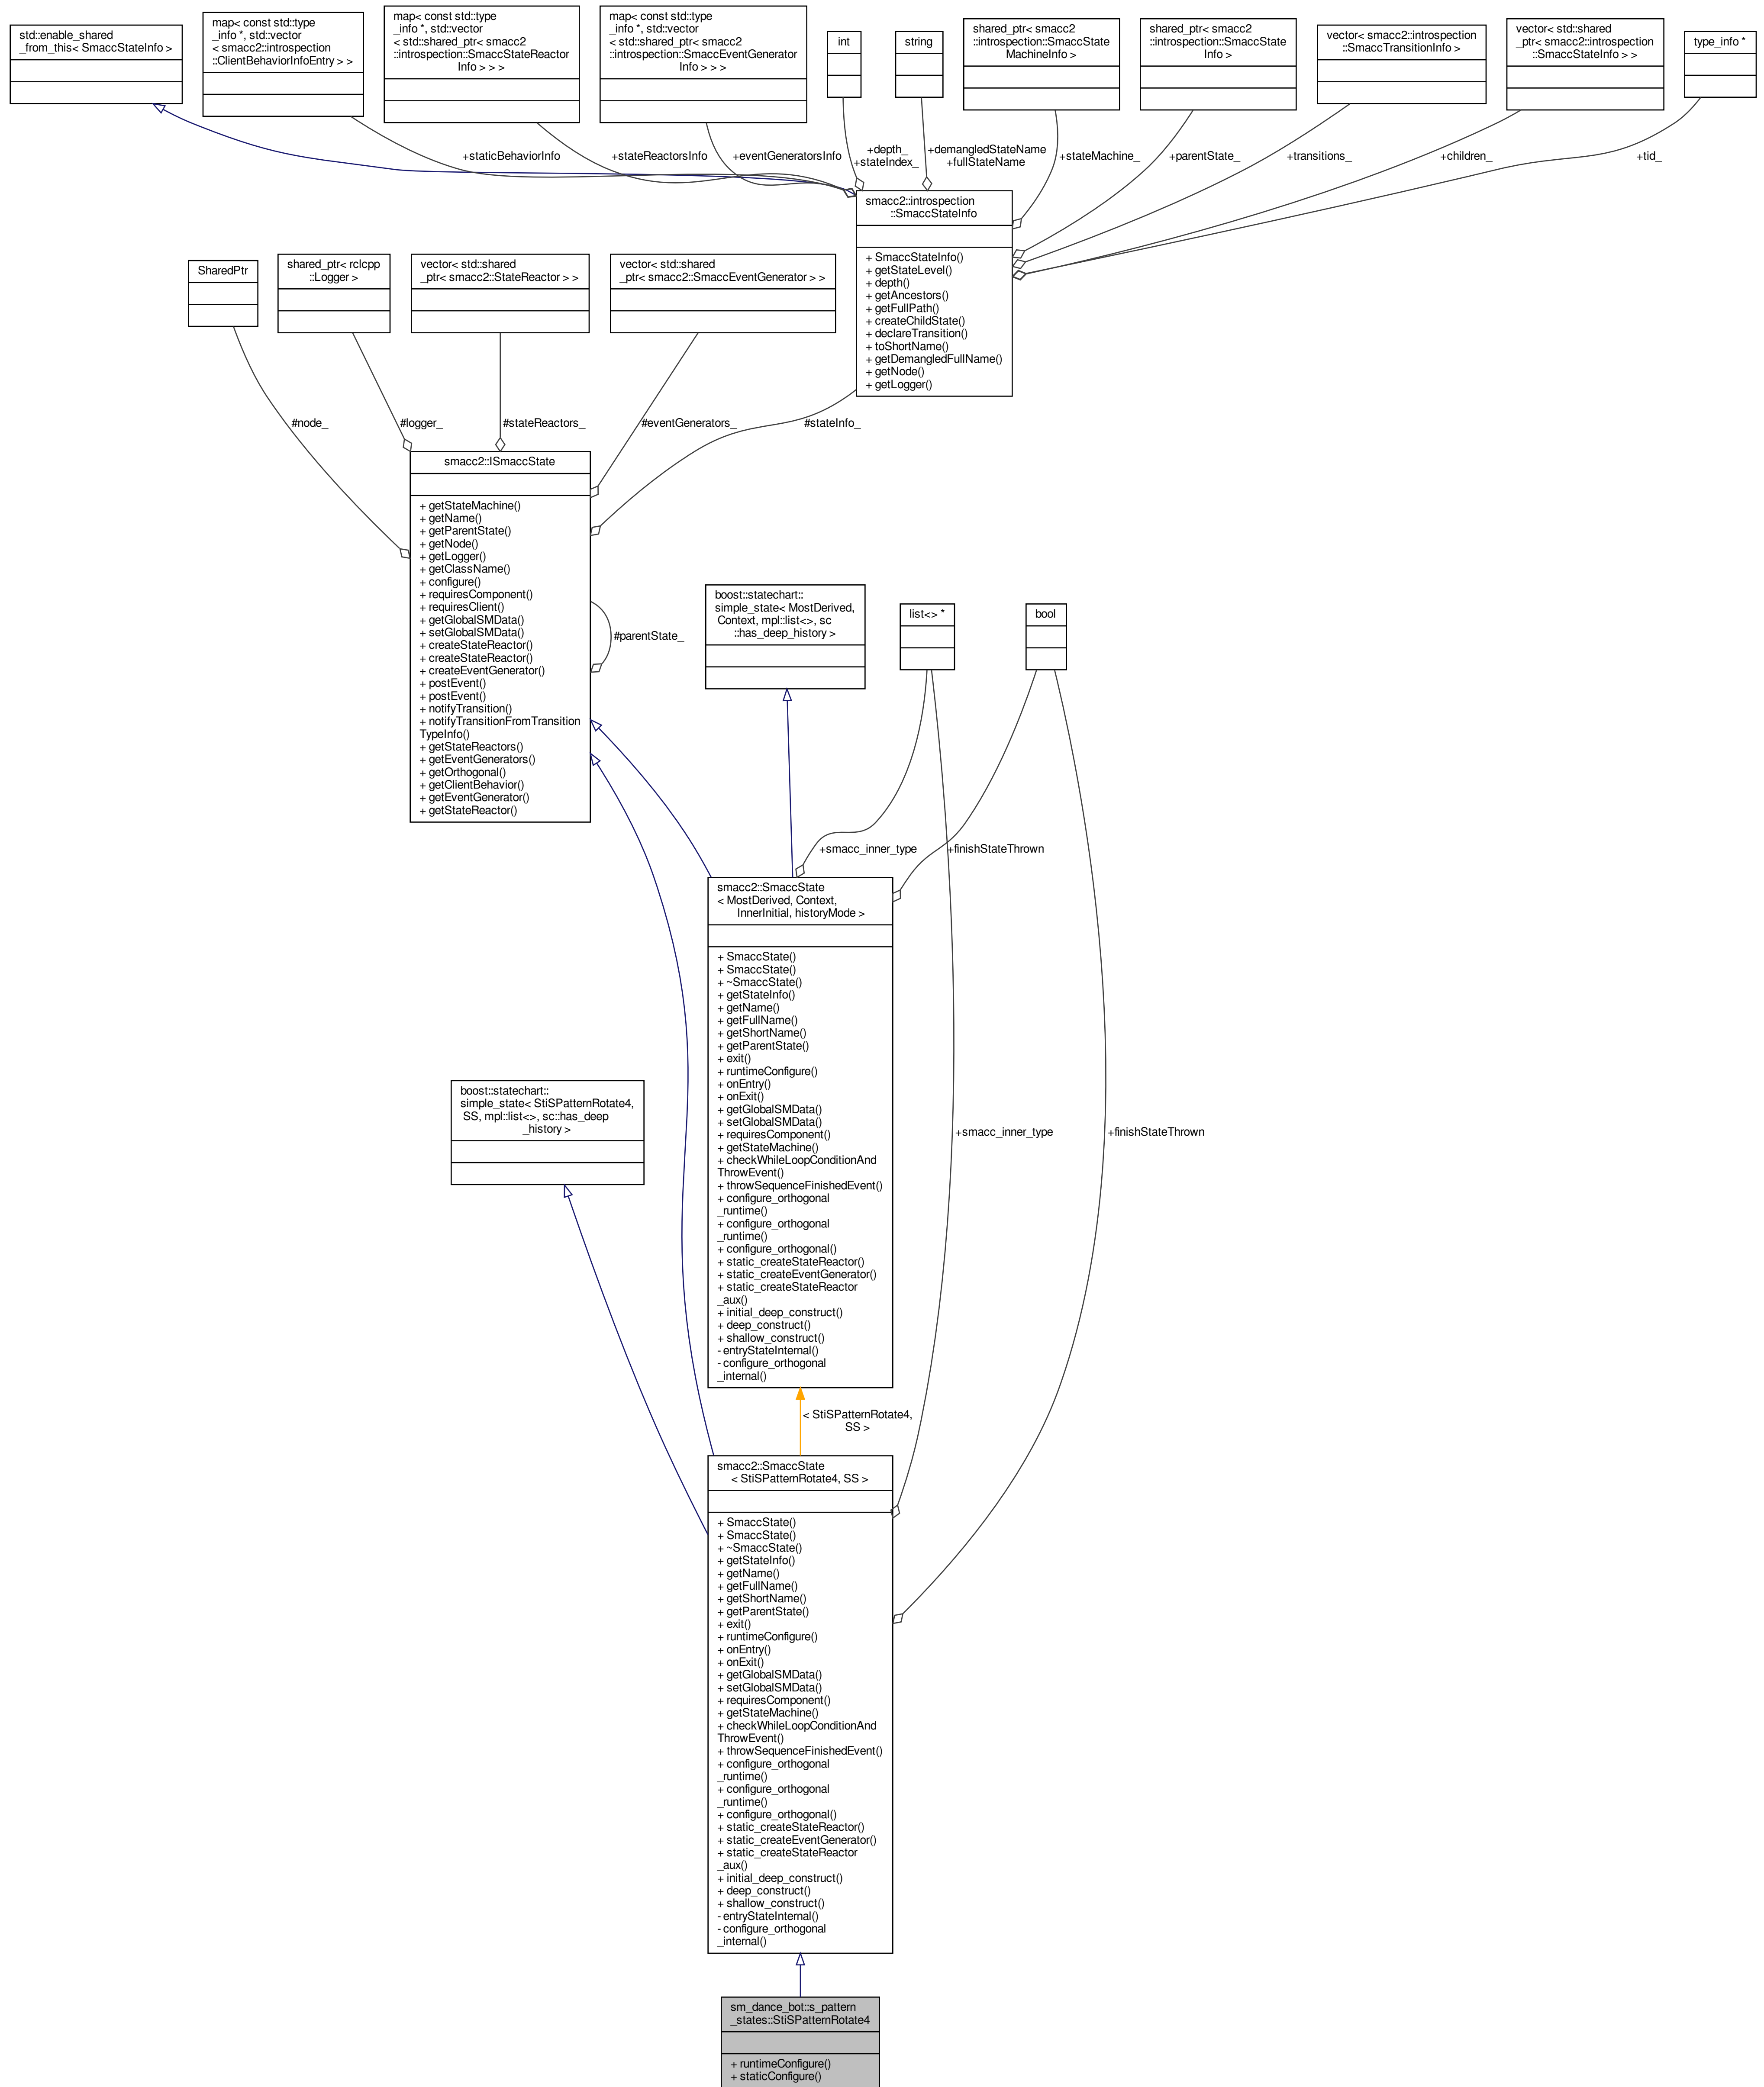 std::enable_shared
_from_this< SmaccStateInfo >
map< const std::type
_info *, std::vector
< smacc2::introspection
::ClientBehaviorInfoEntry > >
map< const std::type
_info *, std::vector
< std::shared_ptr< smacc2
::introspection::SmaccStateReactor
Info > > >
map< const std::type
_info *, std::vector
< std::shared_ptr< smacc2
::introspection::SmaccEventGenerator
Info > > >
int
string
shared_ptr< smacc2
::introspection::SmaccState
MachineInfo >
shared_ptr< smacc2
::introspection::SmaccState
Info >
vector< smacc2::introspection
::SmaccTransitionInfo >
vector< std::shared
_ptr< smacc2::introspection
::SmaccStateInfo > >
type_info *
+staticBehaviorInfo
+stateReactorsInfo
+eventGeneratorsInfo
+depth_
+stateIndex_
+demangledStateName
+fullStateName
+stateMachine_
+parentState_
+transitions_
+children_
+tid_
smacc2::introspection
::SmaccStateInfo
+ SmaccStateInfo()
+ getStateLevel()
+ depth()
+ getAncestors()
+ getFullPath()
+ createChildState()
+ declareTransition()
+ toShortName()
+ getDemangledFullName()
+ getNode()
+ getLogger()
SharedPtr
shared_ptr< rclcpp
::Logger >
vector< std::shared
_ptr< smacc2::StateReactor > >
vector< std::shared
_ptr< smacc2::SmaccEventGenerator > >
#node_
#logger_
#stateReactors_
#eventGenerators_
#stateInfo_
smacc2::ISmaccState
+ getStateMachine()
+ getName()
+ getParentState()
+ getNode()
+ getLogger()
+ getClassName()
+ configure()
+ requiresComponent()
+ requiresClient()
+ getGlobalSMData()
+ setGlobalSMData()
+ createStateReactor()
+ createStateReactor()
+ createEventGenerator()
+ postEvent()
+ postEvent()
+ notifyTransition()
+ notifyTransitionFromTransition
TypeInfo()
+ getStateReactors()
+ getEventGenerators()
+ getOrthogonal()
+ getClientBehavior()
+ getEventGenerator()
+ getStateReactor()
#parentState_
boost::statechart::
simple_state< MostDerived,
Context, mpl::list<>, sc
::has_deep_history >
list<> *
bool
+smacc_inner_type
+finishStateThrown
smacc2::SmaccState
< MostDerived, Context,
InnerInitial, historyMode >
+ SmaccState()
+ SmaccState()
+ ~SmaccState()
+ getStateInfo()
+ getName()
+ getFullName()
+ getShortName()
+ getParentState()
+ exit()
+ runtimeConfigure()
+ onEntry()
+ onExit()
+ getGlobalSMData()
+ setGlobalSMData()
+ requiresComponent()
+ getStateMachine()
+ checkWhileLoopConditionAnd
ThrowEvent()
+ throwSequenceFinishedEvent()
+ configure_orthogonal
_runtime()
+ configure_orthogonal
_runtime()
+ configure_orthogonal()
+ static_createStateReactor()
+ static_createEventGenerator()
+ static_createStateReactor
_aux()
+ initial_deep_construct()
+ deep_construct()
+ shallow_construct()
- entryStateInternal()
- configure_orthogonal
_internal()
boost::statechart::
simple_state< StiSPatternRotate4,
SS, mpl::list<>, sc::has_deep
_history >
+smacc_inner_type
+finishStateThrown
< StiSPatternRotate4,
SS >
smacc2::SmaccState
< StiSPatternRotate4, SS >
+ SmaccState()
+ SmaccState()
+ ~SmaccState()
+ getStateInfo()
+ getName()
+ getFullName()
+ getShortName()
+ getParentState()
+ exit()
+ runtimeConfigure()
+ onEntry()
+ onExit()
+ getGlobalSMData()
+ setGlobalSMData()
+ requiresComponent()
+ getStateMachine()
+ checkWhileLoopConditionAnd
ThrowEvent()
+ throwSequenceFinishedEvent()
+ configure_orthogonal
_runtime()
+ configure_orthogonal
_runtime()
+ configure_orthogonal()
+ static_createStateReactor()
+ static_createEventGenerator()
+ static_createStateReactor
_aux()
+ initial_deep_construct()
+ deep_construct()
+ shallow_construct()
- entryStateInternal()
- configure_orthogonal
_internal()
sm_dance_bot::s_pattern
_states::StiSPatternRotate4
+ runtimeConfigure()
+ staticConfigure()